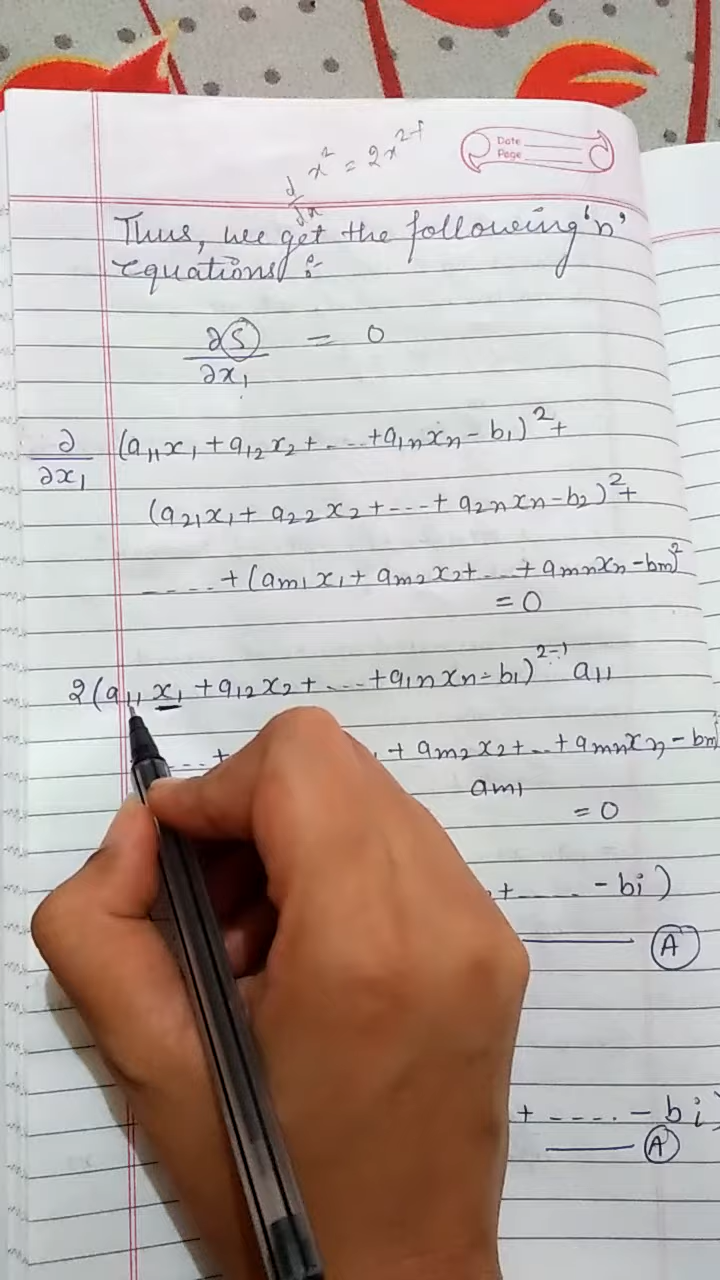 d/dx x² = 2x²⁻¹
Date
Page
Thus, we get the following 'n'
equations :-
∂S/∂x₁ = 0
∂/∂x₁ (a₁₁x₁ + a₁₂x₂ + ---- + a₁ₙxₙ - b₁)² +
(a₂₁x₁ + a₂₂x₂ + --- + a₂ₙxₙ - b₂)² +
---- + (aₘ₁x₁ + aₘ₂x₂ + ... + aₘₙxₙ - bₘ)²
= 0
2(a₁₁x₁ + a₁₂x₂ + ---- + a₁ₙxₙ - b₁)²⁻¹ a₁₁
---- + + aₘ₂x₂ + .. + aₘₙxₙ - bₘ
aₘ₁
= 0
+ ---- - bᵢ)
A
+ ---- - bᵢ)
A